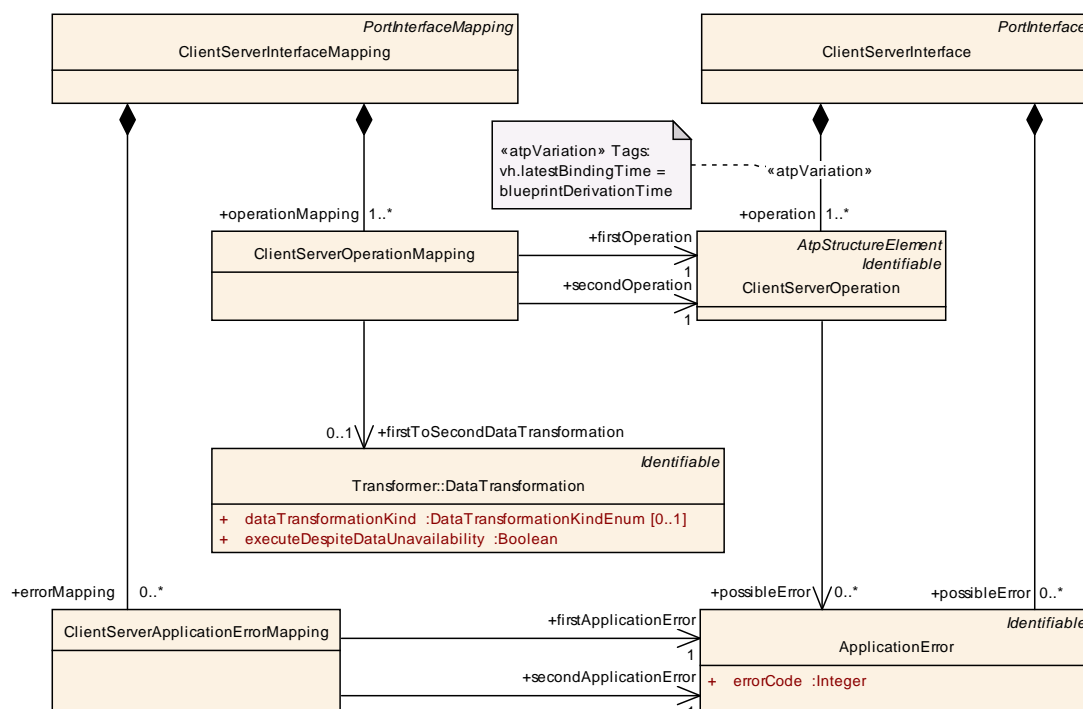 PortInterfaceMapping
ClientServerInterfaceMapping
PortInterface
ClientServerInterface
«atpVariation» Tags:
vh.latestBindingTime =
blueprintDerivationTime
«atpVariation»
+operationMapping 1..*
+operation 1..*
ClientServerOperationMapping
+firstOperation
1
+secondOperation
1
AtpStructureElement
Identifiable
ClientServerOperation
0..1 +firstToSecondDataTransformation
Identifiable
Transformer::DataTransformation
+ dataTransformationKind :DataTransformationKindEnum [0..1]
+ executeDespiteDataUnavailability :Boolean
+errorMapping 0..*
+possibleError 0..*
+possibleError 0..*
ClientServerApplicationErrorMapping
+firstApplicationError
1
+secondApplicationError
1
Identifiable
ApplicationError
+ errorCode :Integer